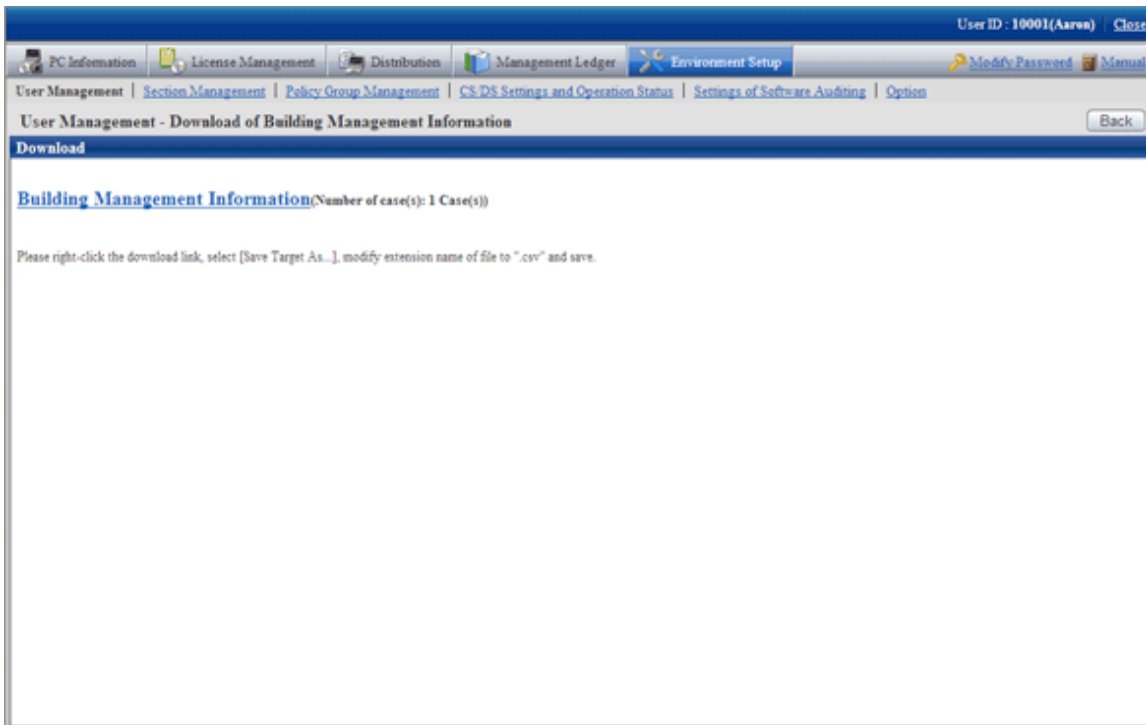 User ID : 10001(Aaron) Close
PC Information License Management Distribution Management Ledger Environment Setup Modify Password Manual
User Management | Section Management | Policy Group Management | CS/DS Settings and Operation Status | Settings of Software Auditing | Option
User Management - Download of Building Management Information Back
Download
Building Management Information(Number of case(s): 1 Case(s))
Please right-click the download link, select [Save Target As...], modify extension name of file to ".csv" and save.